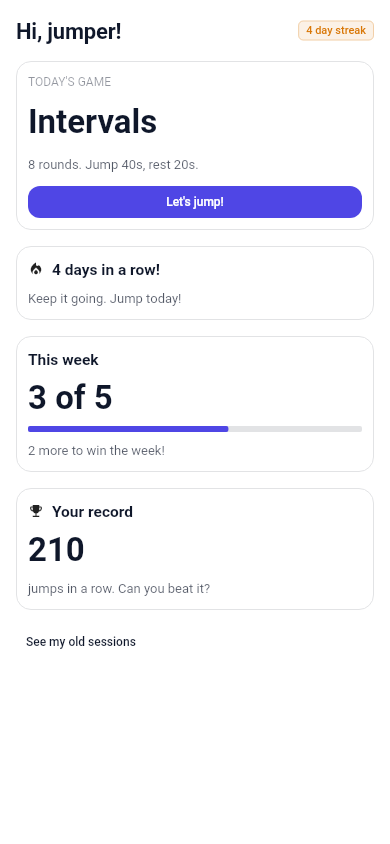 Hi, jumper!
4 day streak
TODAY'S GAME
Intervals
8 rounds. Jump 40s, rest 20s.
Let's jump!
4 days in a row!
Keep it going. Jump today!
This week
3 of 5
2 more to win the week!
Your record
210
jumps in a row. Can you beat it?
See my old sessions